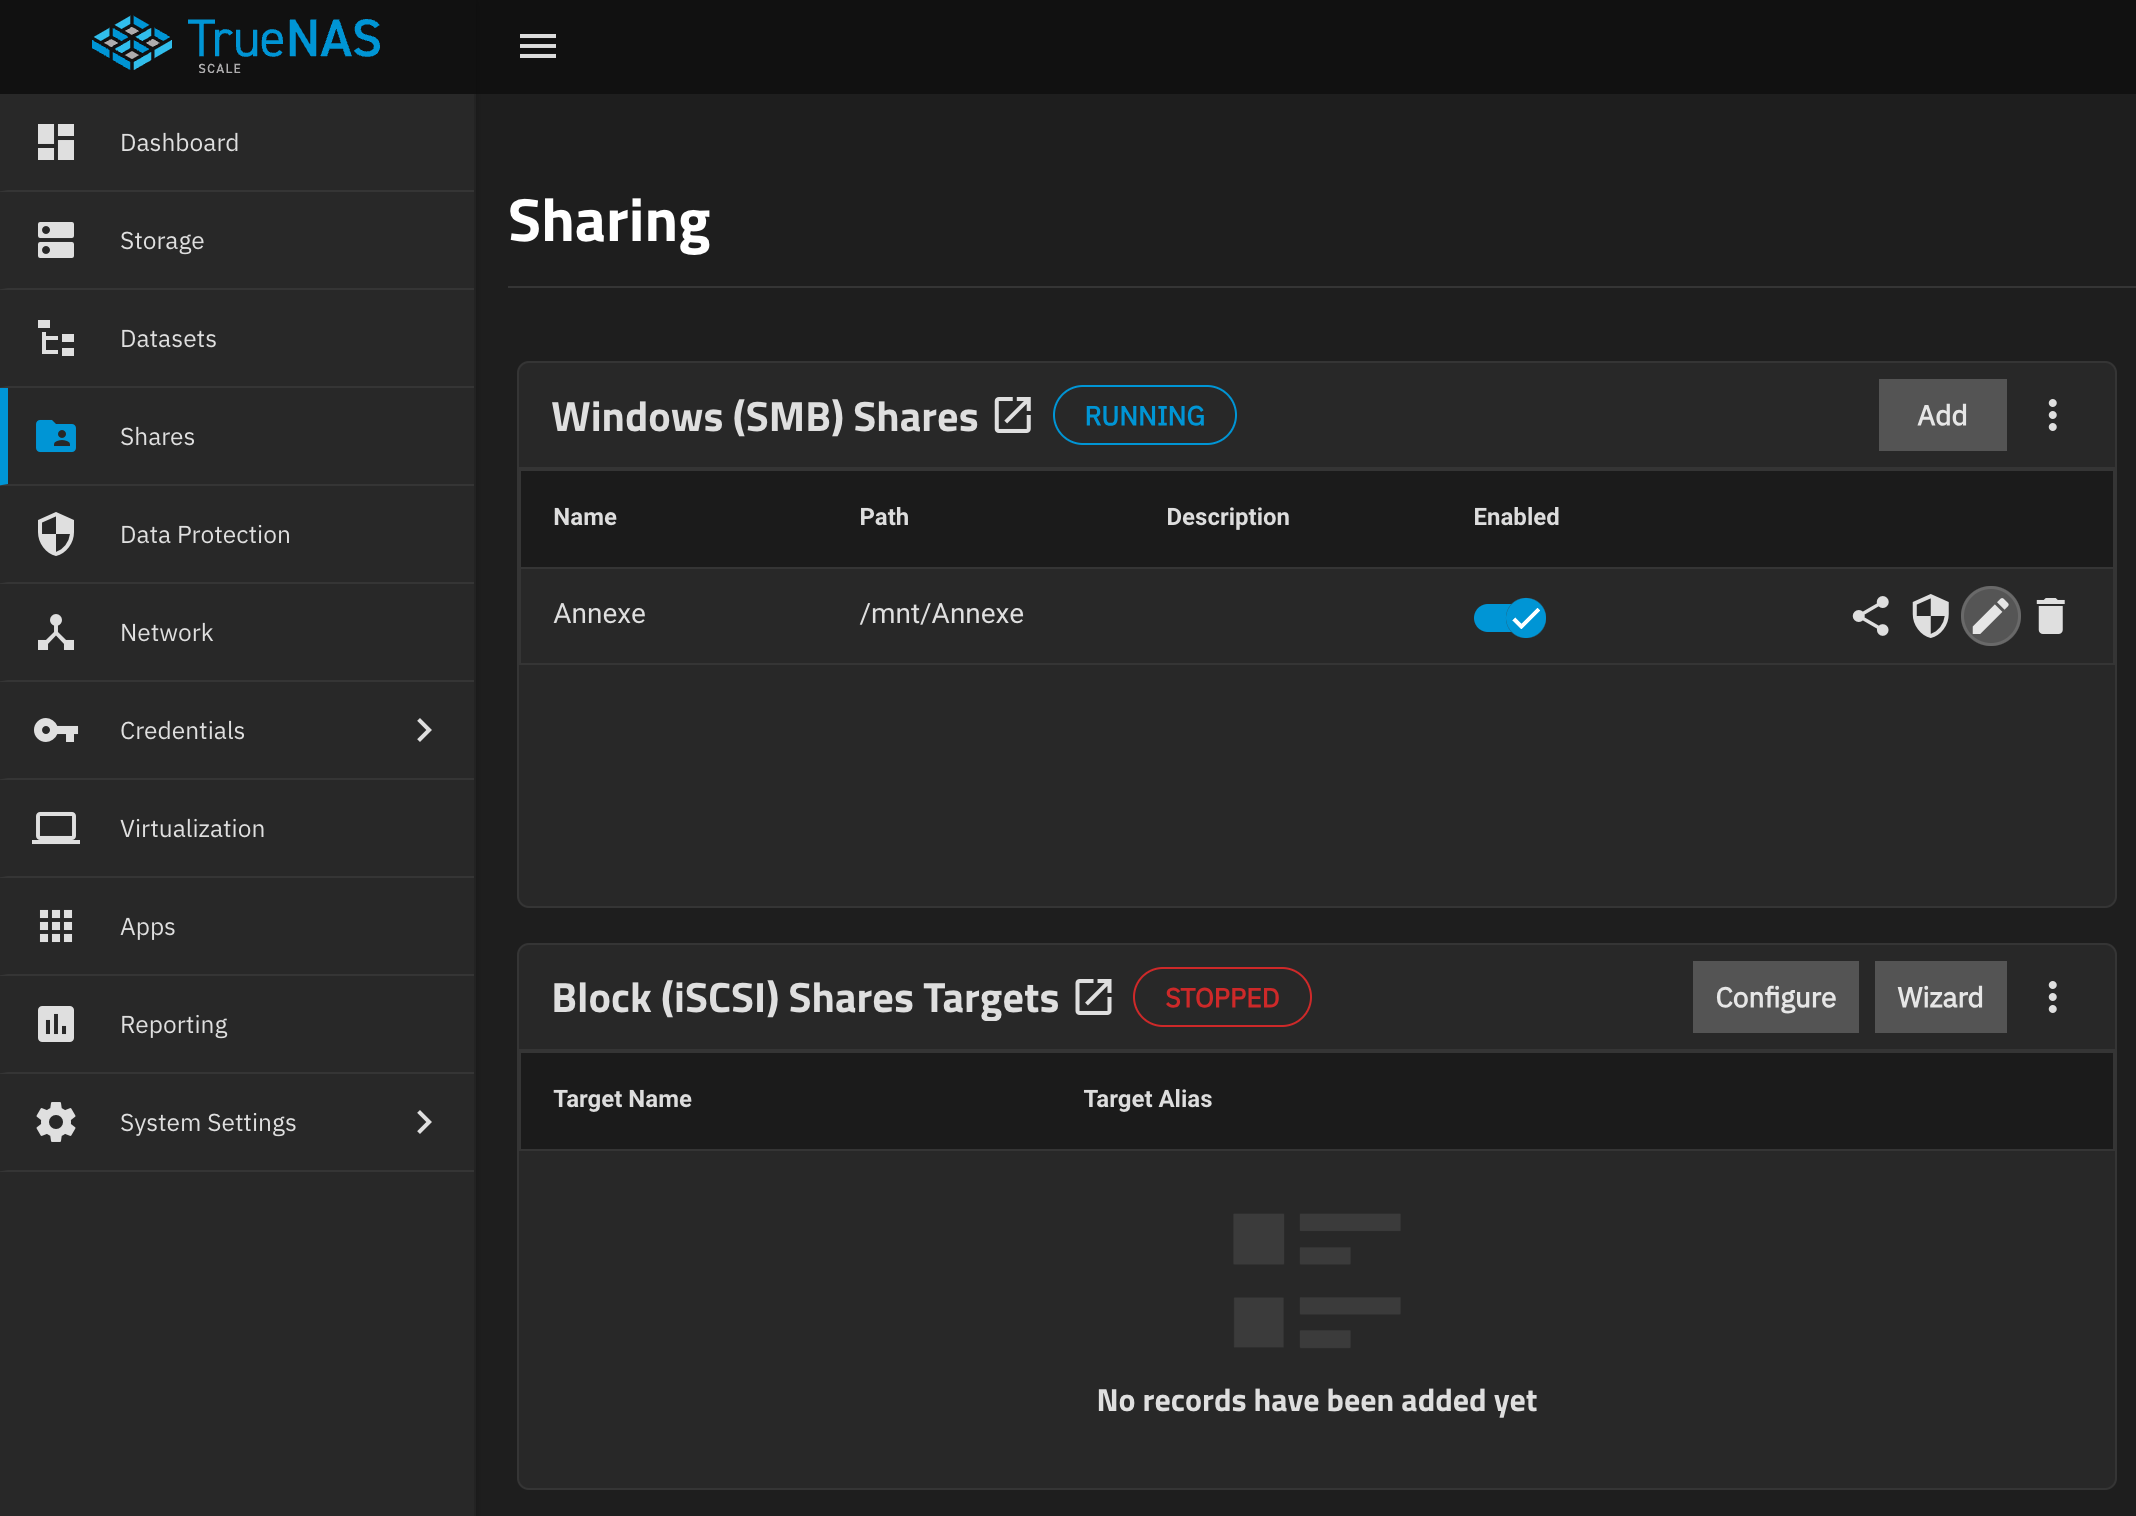 TrueNAS
SCALE
Dashboard
Storage
Datasets
Shares
Data Protection
Network
Credentials
Virtualization
Apps
Reporting
System Settings
Sharing
Windows (SMB) Shares RUNNING Add
Name Path Description Enabled
Annexe /mnt/Annexe
Block (iSCSI) Shares Targets STOPPED Configure Wizard
Target Name Target Alias
No records have been added yet